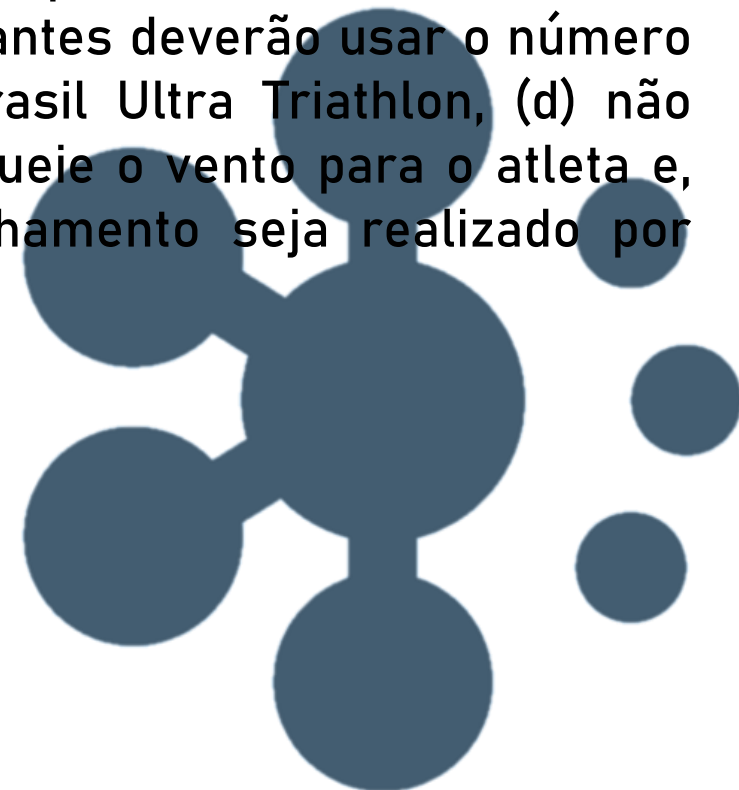 antes deverão usar o número
rasil Ultra Triathlon, (d) não
ueie o vento para o atleta e,
hamento seja realizado por